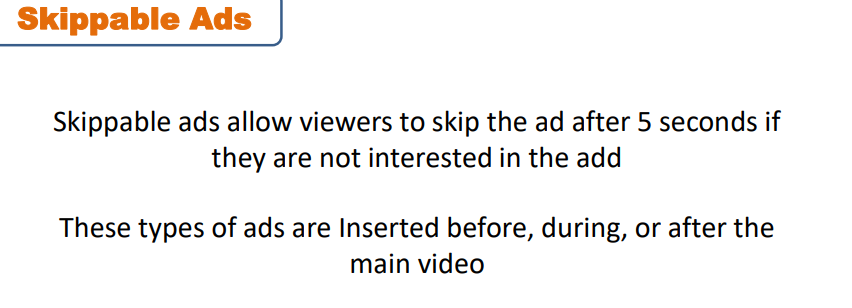 Skippable Ads
Skippable ads allow viewers to skip the ad after 5 seconds if
they are not interested in the add
These types of ads are Inserted before, during, or after the
main video